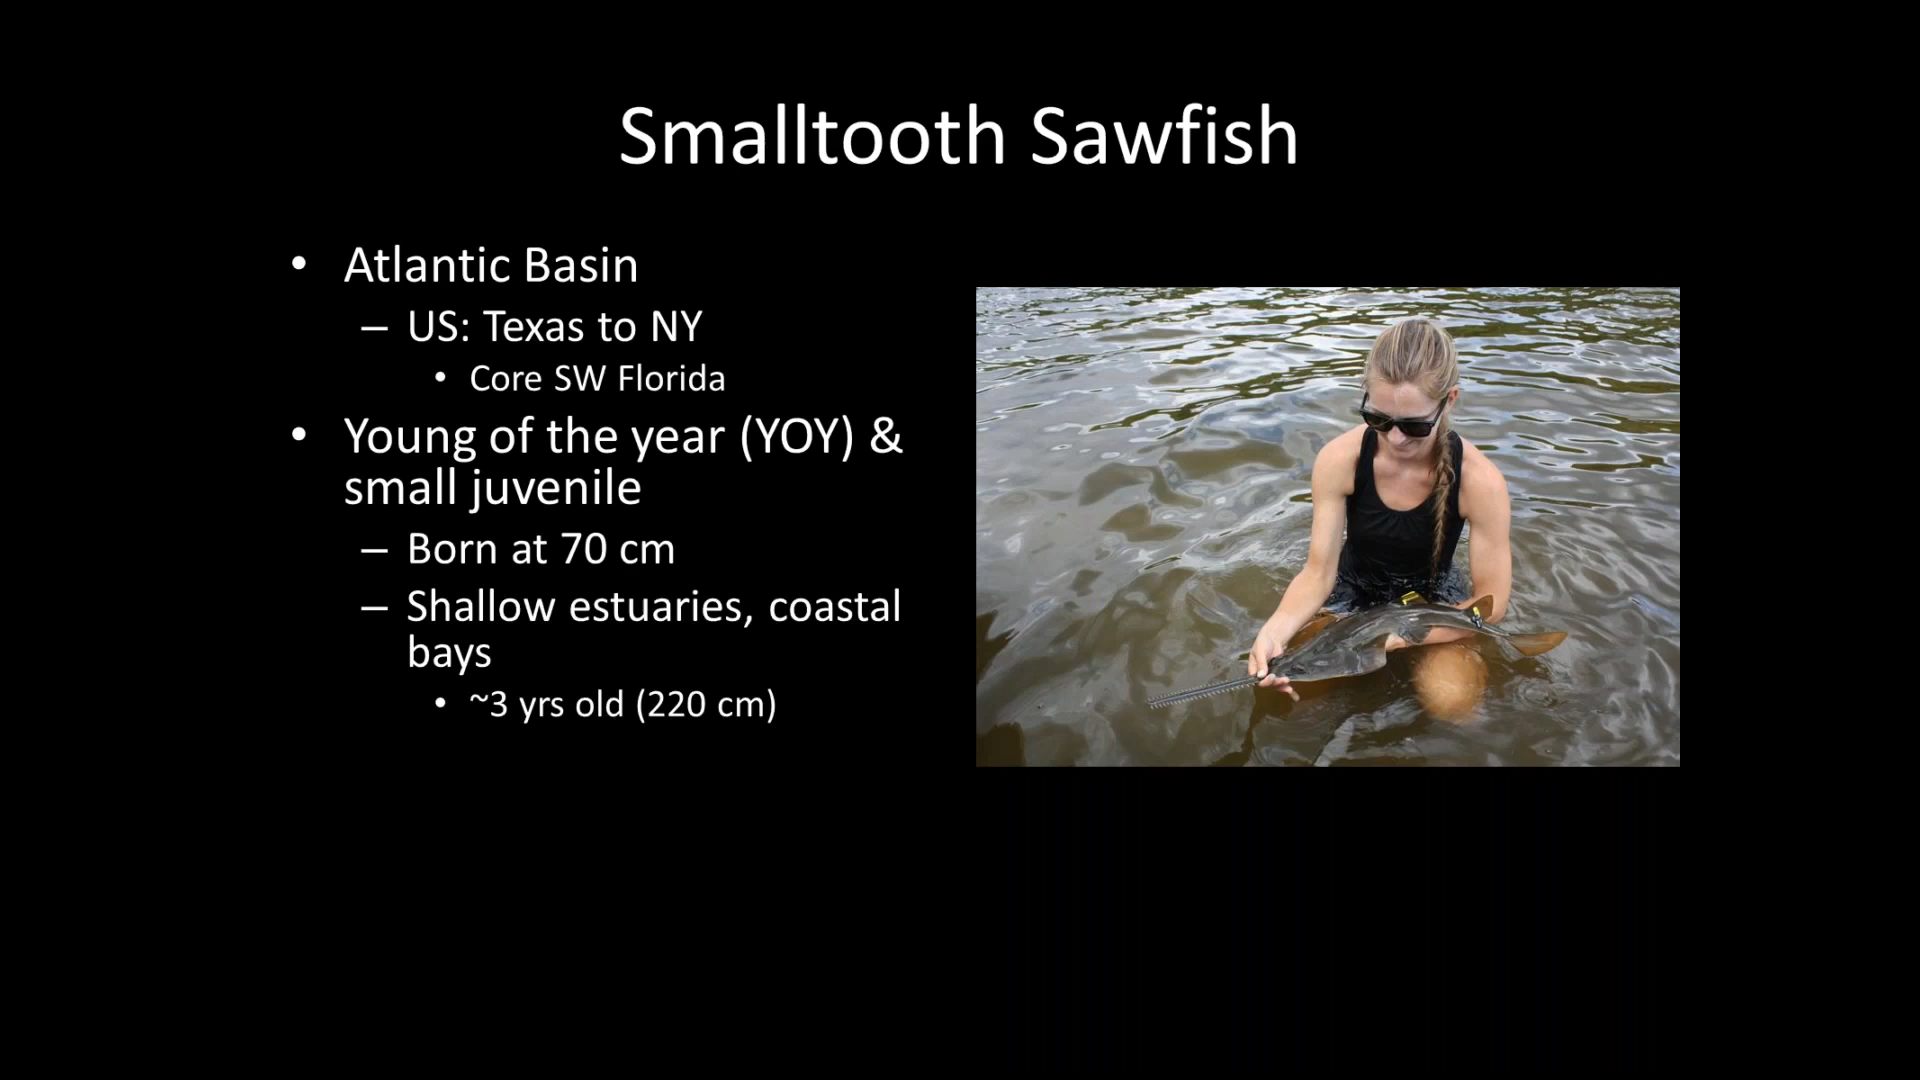 Smalltooth Sawfish
• Atlantic Basin
– US: Texas to NY
• Core SW Florida
• Young of the year (YOY) &
small juvenile
– Born at 70 cm
– Shallow estuaries, coastal
bays
• ~3 yrs old (220 cm)